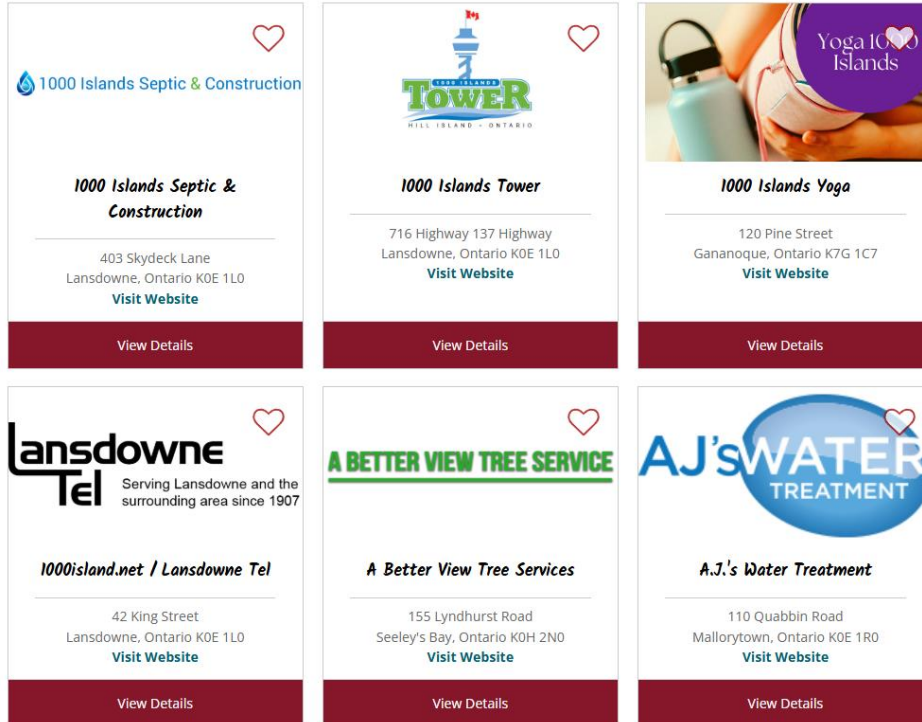 1000 Islands Septic & Construction
1000 Islands Septic &
Construction
403 Skydeck Lane
Lansdowne, Ontario K0E 1L0
Visit Website
View Details
1000 ISLANDS
TOWER
HILL ISLAND - ONTARIO
1000 Islands Tower
716 Highway 137 Highway
Lansdowne, Ontario K0E 1L0
Visit Website
View Details
Yoga 1000
Islands
1000 Islands Yoga
120 Pine Street
Gananoque, Ontario K7G 1C7
Visit Website
View Details
Lansdowne
Tel
Serving Lansdowne and the
surrounding area since 1907
1000island.net / Lansdowne Tel
42 King Street
Lansdowne, Ontario K0E 1L0
Visit Website
View Details
A BETTER VIEW TREE SERVICE
A Better View Tree Services
155 Lyndhurst Road
Seeley's Bay, Ontario K0H 2N0
Visit Website
View Details
AJ's WATER
TREATMENT
A.J.'s Water Treatment
110 Quabbin Road
Mallorytown, Ontario K0E 1R0
Visit Website
View Details